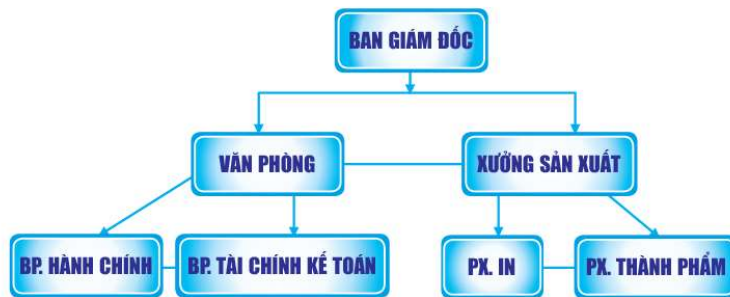 BAN GIÁM ĐỐC
VĂN PHÒNG
XƯỞNG SẢN XUẤT
BP. HÀNH CHÍNH
BP. TÀI CHÍNH KẾ TOÁN
PX. IN
PX. THÀNH PHẨM